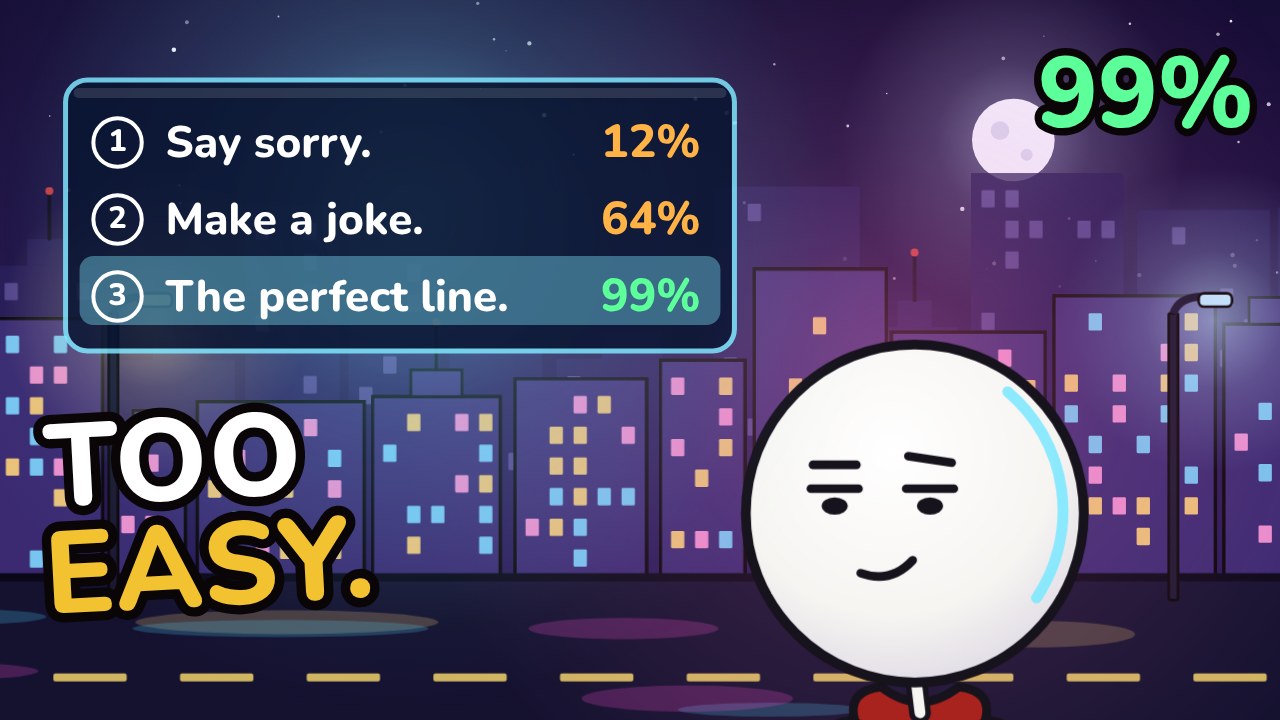 99%
1 Say sorry. 12%
2 Make a joke. 64%
3 The perfect line. 99%
TOO
EASY.